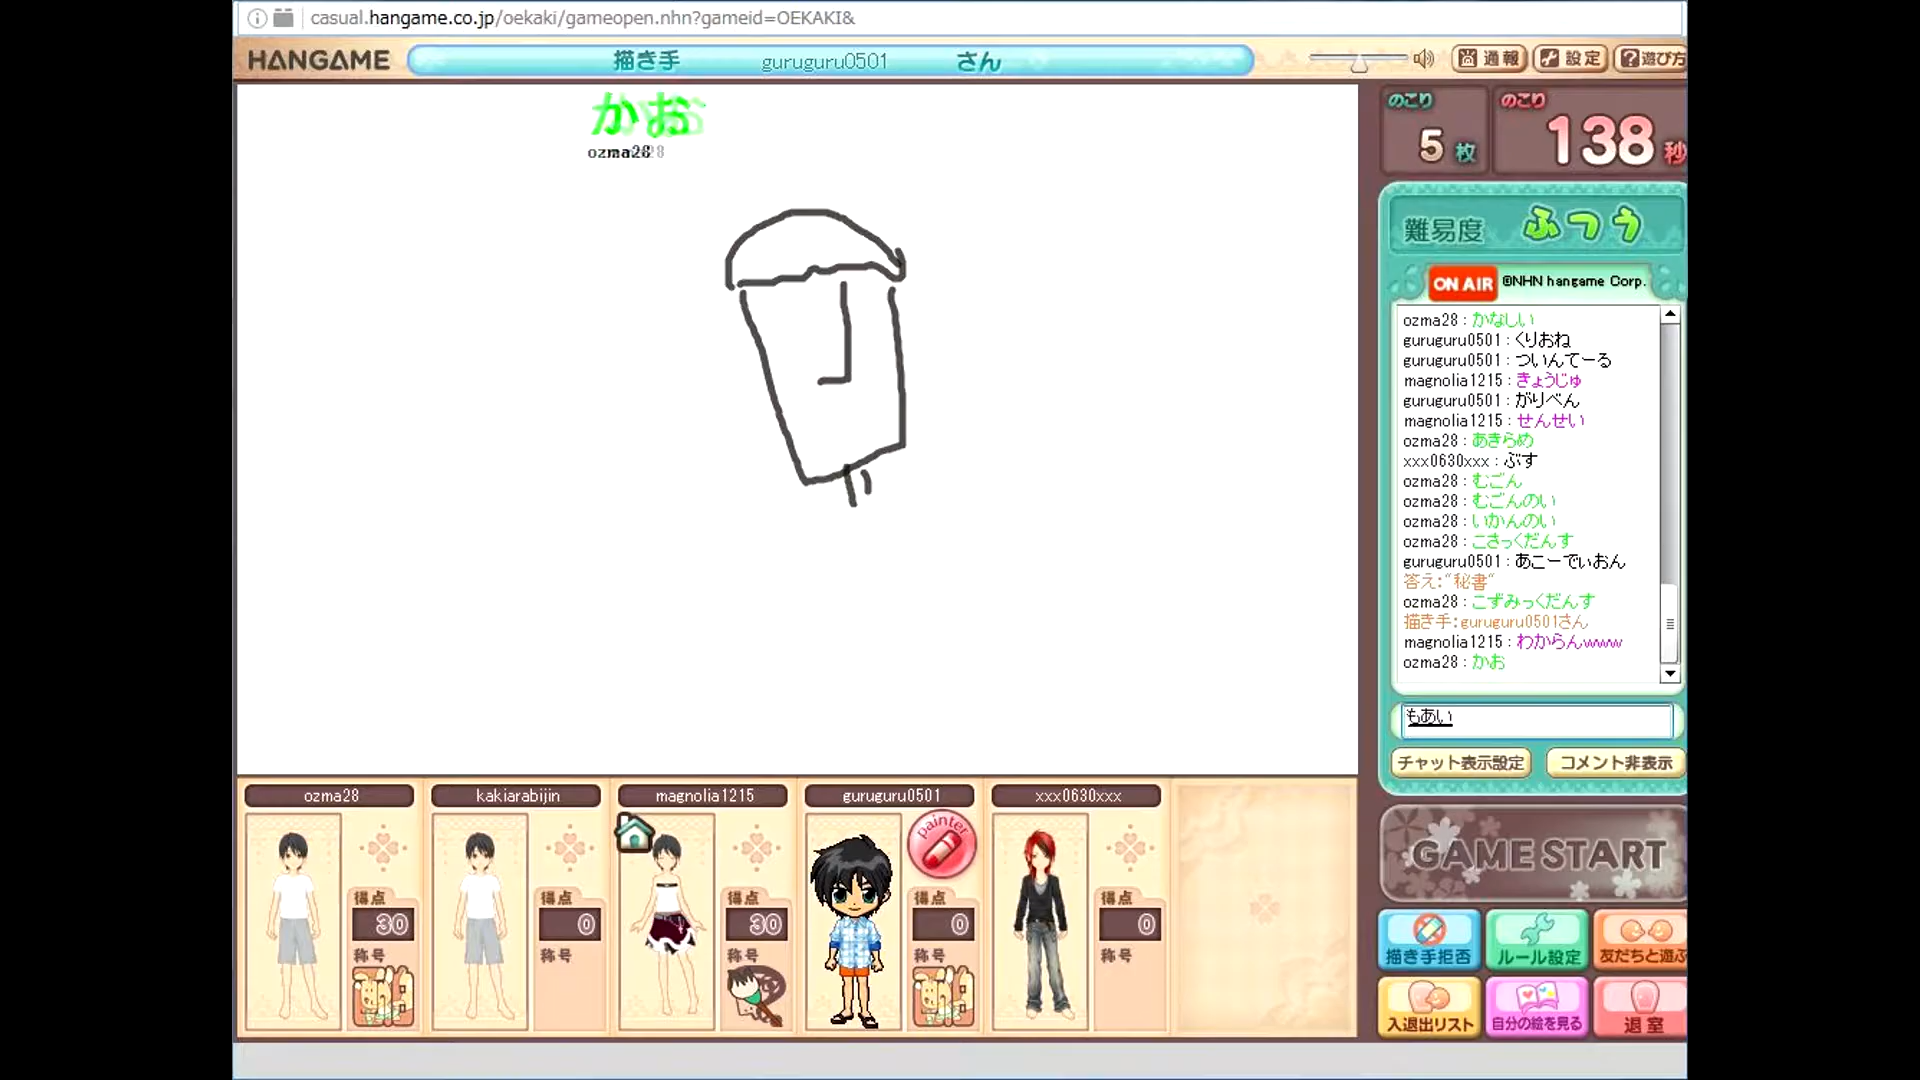 casual.hangame.co.jp/oekaki/gameopen.nhn?gameid=OEKAKI&
HANGAME
描き手 guruguru0501 さん
通報
設定
遊び方
かお
ozma28
のこり
5枚
のこり
138秒
難易度 ふつう
ON AIR
©NHN hangame Corp.
ozma28 : かなしい
guruguru0501 : くりおね
guruguru0501 : ついんてーる
magnolia1215 : きょうじゅ
guruguru0501 : がりべん
magnolia1215 : せんせい
ozma28 : あきらめ
xxx0630xxx : ぶす
ozma28 : むごん
ozma28 : むごんのい
ozma28 : いかんのい
ozma28 : こさっくだんす
guruguru0501 : あこーでぃおん
答え:"秘書"
ozma28 : こずみっくだんす
描き手:guruguru0501さん
magnolia1215 : わからんwww
ozma28 : かお
もあい
チャット表示設定
コメント非表示
ozma28
得点
30
称号
kakiarabijin
得点
0
称号
magnolia1215
得点
30
称号
guruguru0501
painter
得点
0
称号
xxx0630xxx
得点
0
称号
GAME START
描き手拒否
ルール設定
友だちと遊ぶ
入退出リスト
自分の絵を見る
退室